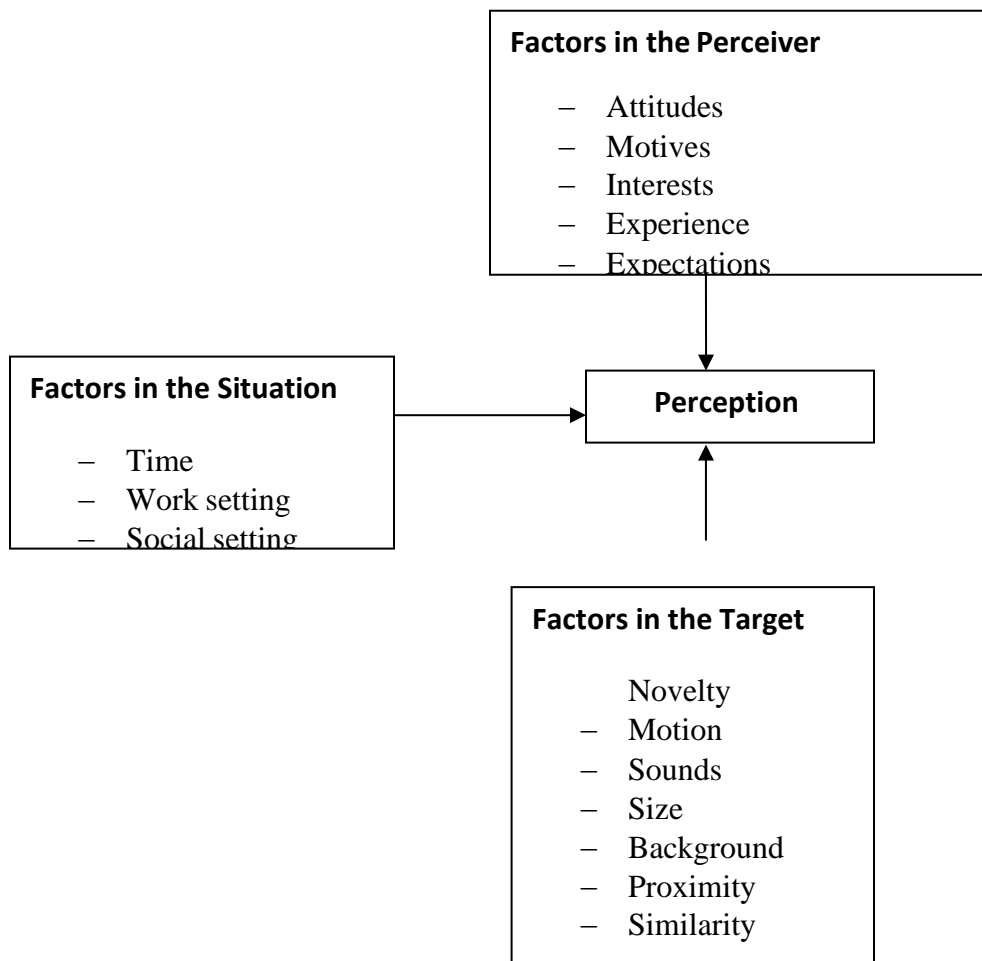 Factors in the Perceiver
– Attitudes
– Motives
– Interests
– Experience
– Expectations
Factors in the Situation
– Time
– Work setting
– Social setting
Perception
Factors in the Target
Novelty
– Motion
– Sounds
– Size
– Background
– Proximity
– Similarity